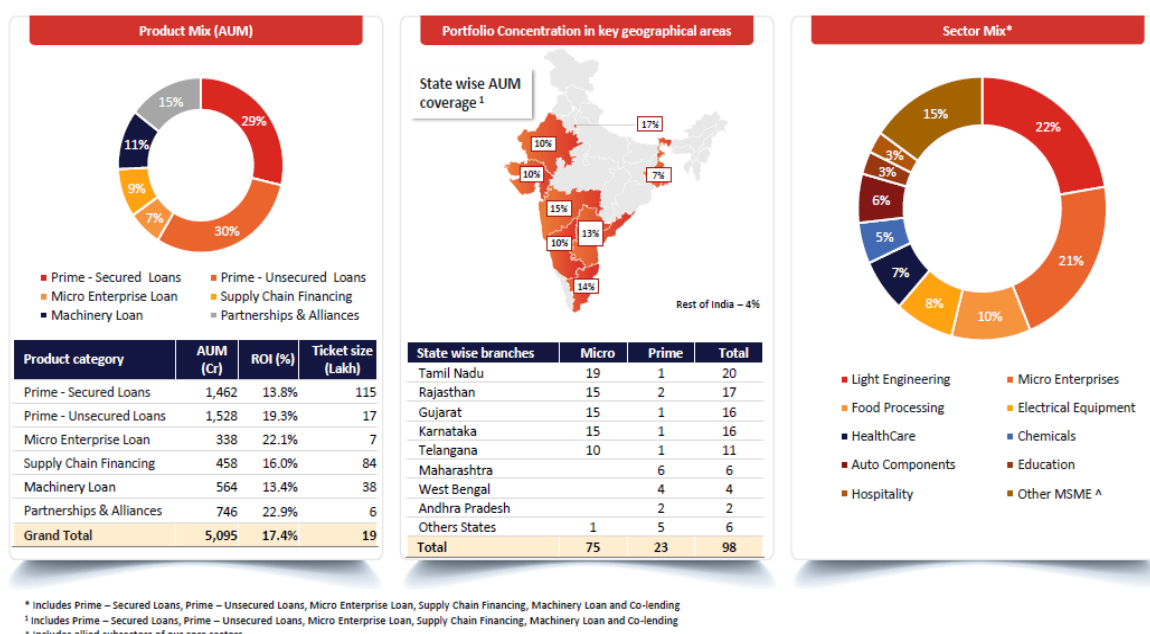 Product Mix (AUM)
15%
29%
11%
9%
7%
30%
Prime - Secured Loans Prime - Unsecured Loans
Micro Enterprise Loan Supply Chain Financing
Machinery Loan Partnerships & Alliances
Product category AUM (Cr) ROI (%) Ticket size (Lakh)
Prime - Secured Loans 1,462 13.8% 115
Prime - Unsecured Loans 1,528 19.3% 17
Micro Enterprise Loan 338 22.1% 7
Supply Chain Financing 458 16.0% 84
Machinery Loan 564 13.4% 38
Partnerships & Alliances 746 22.9% 6
Grand Total 5,095 17.4% 19
Portfolio Concentration in key geographical areas
State wise AUM
coverage 1
17%
10%
10%
7%
15%
13%
10%
14%
Rest of India – 4%
State wise branches Micro Prime Total
Tamil Nadu 19 1 20
Rajasthan 15 2 17
Gujarat 15 1 16
Karnataka 15 1 16
Telangana 10 1 11
Maharashtra 6 6
West Bengal 4 4
Andhra Pradesh 2 2
Others States 1 5 6
Total 75 23 98
Sector Mix*
15%
22%
3%
3%
6%
5%
7%
8%
10%
21%
Light Engineering Micro Enterprises
Food Processing Electrical Equipment
HealthCare Chemicals
Auto Components Education
Hospitality Other MSME ^
* Includes Prime – Secured Loans, Prime – Unsecured Loans, Micro Enterprise Loan, Supply Chain Financing, Machinery Loan and Co-lending
1 Includes Prime – Secured Loans, Prime – Unsecured Loans, Micro Enterprise Loan, Supply Chain Financing, Machinery Loan and Co-lending
^ Includes allied subsectors of our core sectors